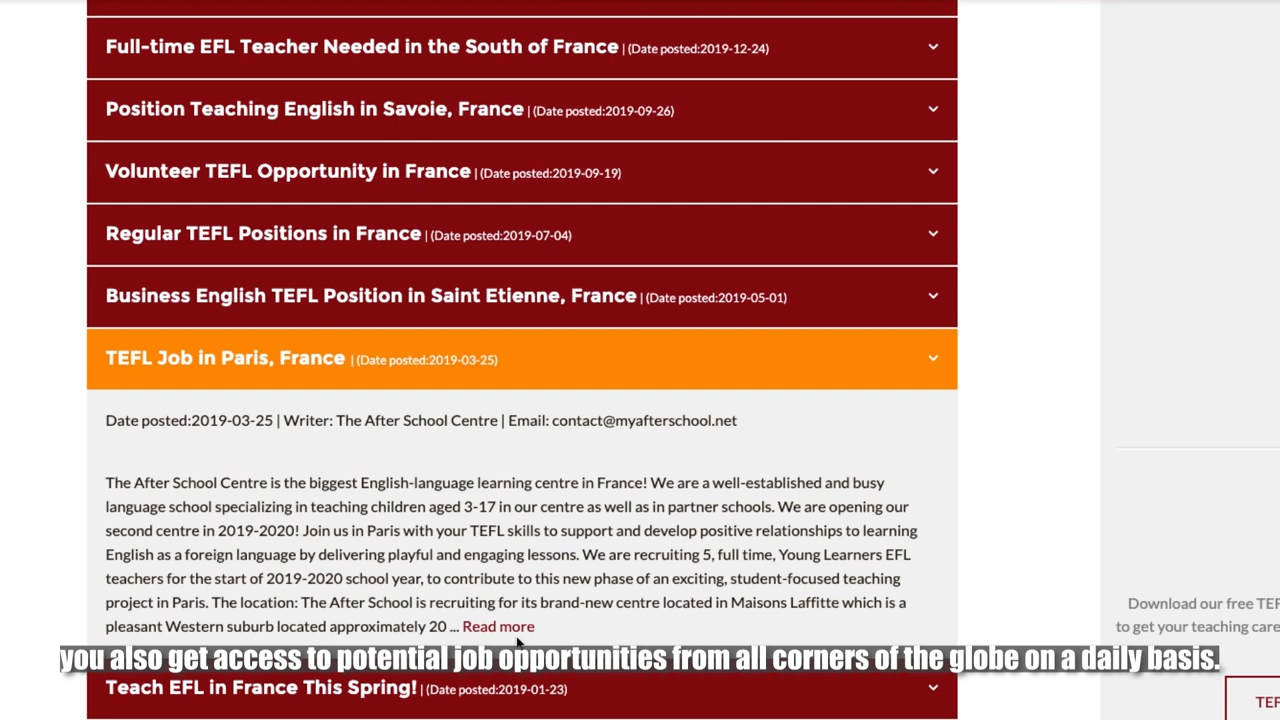 Full-time EFL Teacher Needed in the South of France | (Date posted:2019-12-24)
Position Teaching English in Savoie, France | (Date posted:2019-09-26)
Volunteer TEFL Opportunity in France | (Date posted:2019-09-19)
Regular TEFL Positions in France | (Date posted:2019-07-04)
Business English TEFL Position in Saint Etienne, France | (Date posted:2019-05-01)
TEFL Job in Paris, France | (Date posted:2019-03-25)
Date posted:2019-03-25 | Writer: The After School Centre | Email: contact@myafterschool.net
The After School Centre is the biggest English-language learning centre in France! We are a well-established and busy
language school specializing in teaching children aged 3-17 in our centre as well as in partner schools. We are opening our
second centre in 2019-2020! Join us in Paris with your TEFL skills to support and develop positive relationships to learning
English as a foreign language by delivering playful and engaging lessons. We are recruiting 5, full time, Young Learners EFL
teachers for the start of 2019-2020 school year, to contribute to this new phase of an exciting, student-focused teaching
project in Paris. The location: The After School is recruiting for its brand-new centre located in Maisons Laffitte which is a
pleasant Western suburb located approximately 20 ... Read more
you also get access to potential job opportunities from all corners of the globe on a daily basis.
Teach EFL in France This Spring! | (Date posted:2019-01-23)
Download our free TEF
to get your teaching care
TEF